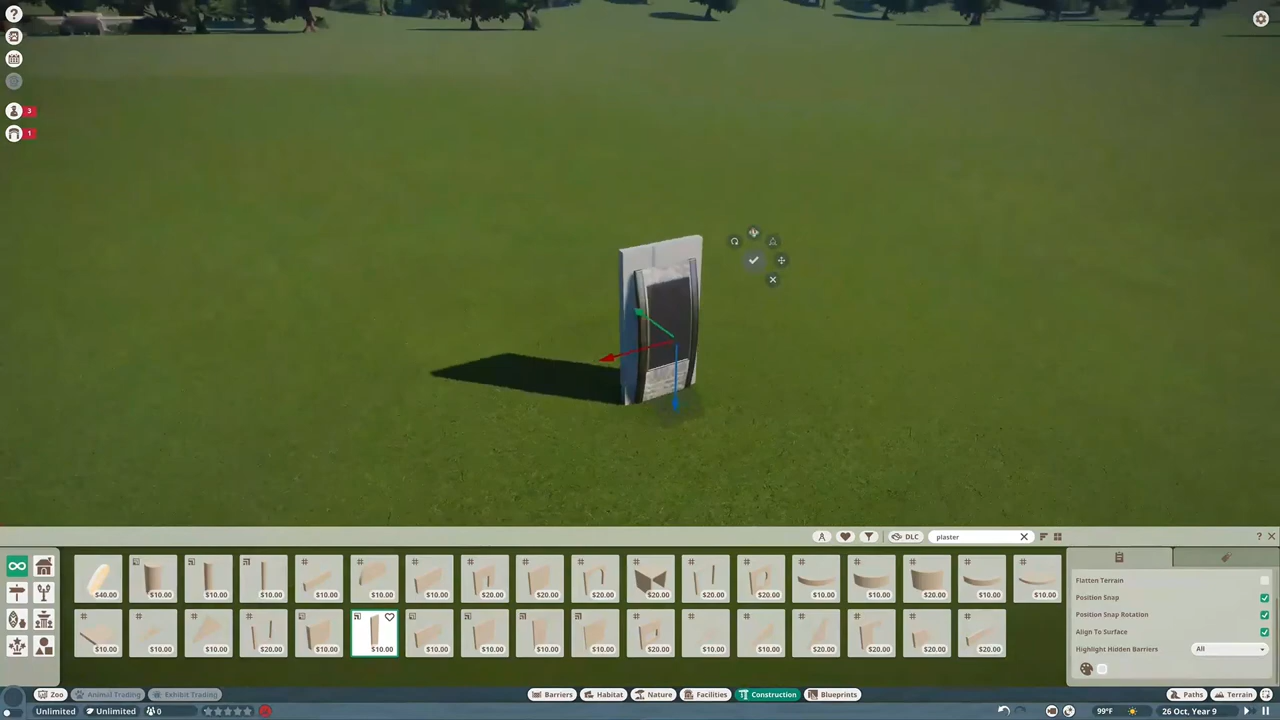 ?
3
1
DLC
plaster
?
$40.00 $10.00 $10.00 $10.00 $10.00 $10.00 $10.00 $20.00 $20.00 $20.00 $20.00 $20.00 $20.00 $10.00 $10.00 $20.00 $10.00 $10.00
$10.00 $10.00 $10.00 $20.00 $10.00 $10.00 $10.00 $10.00 $10.00 $10.00 $20.00 $10.00 $10.00 $20.00 $20.00 $20.00 $20.00
Flatten Terrain
Position Snap
Position Snap Rotation
Align To Surface
Highlight Hidden Barriers All
Zoo Animal Trading Exhibit Trading Barriers Habitat Nature Facilities Construction Blueprints Paths Terrain
Unlimited Unlimited 0 99°F 26 Oct, Year 9